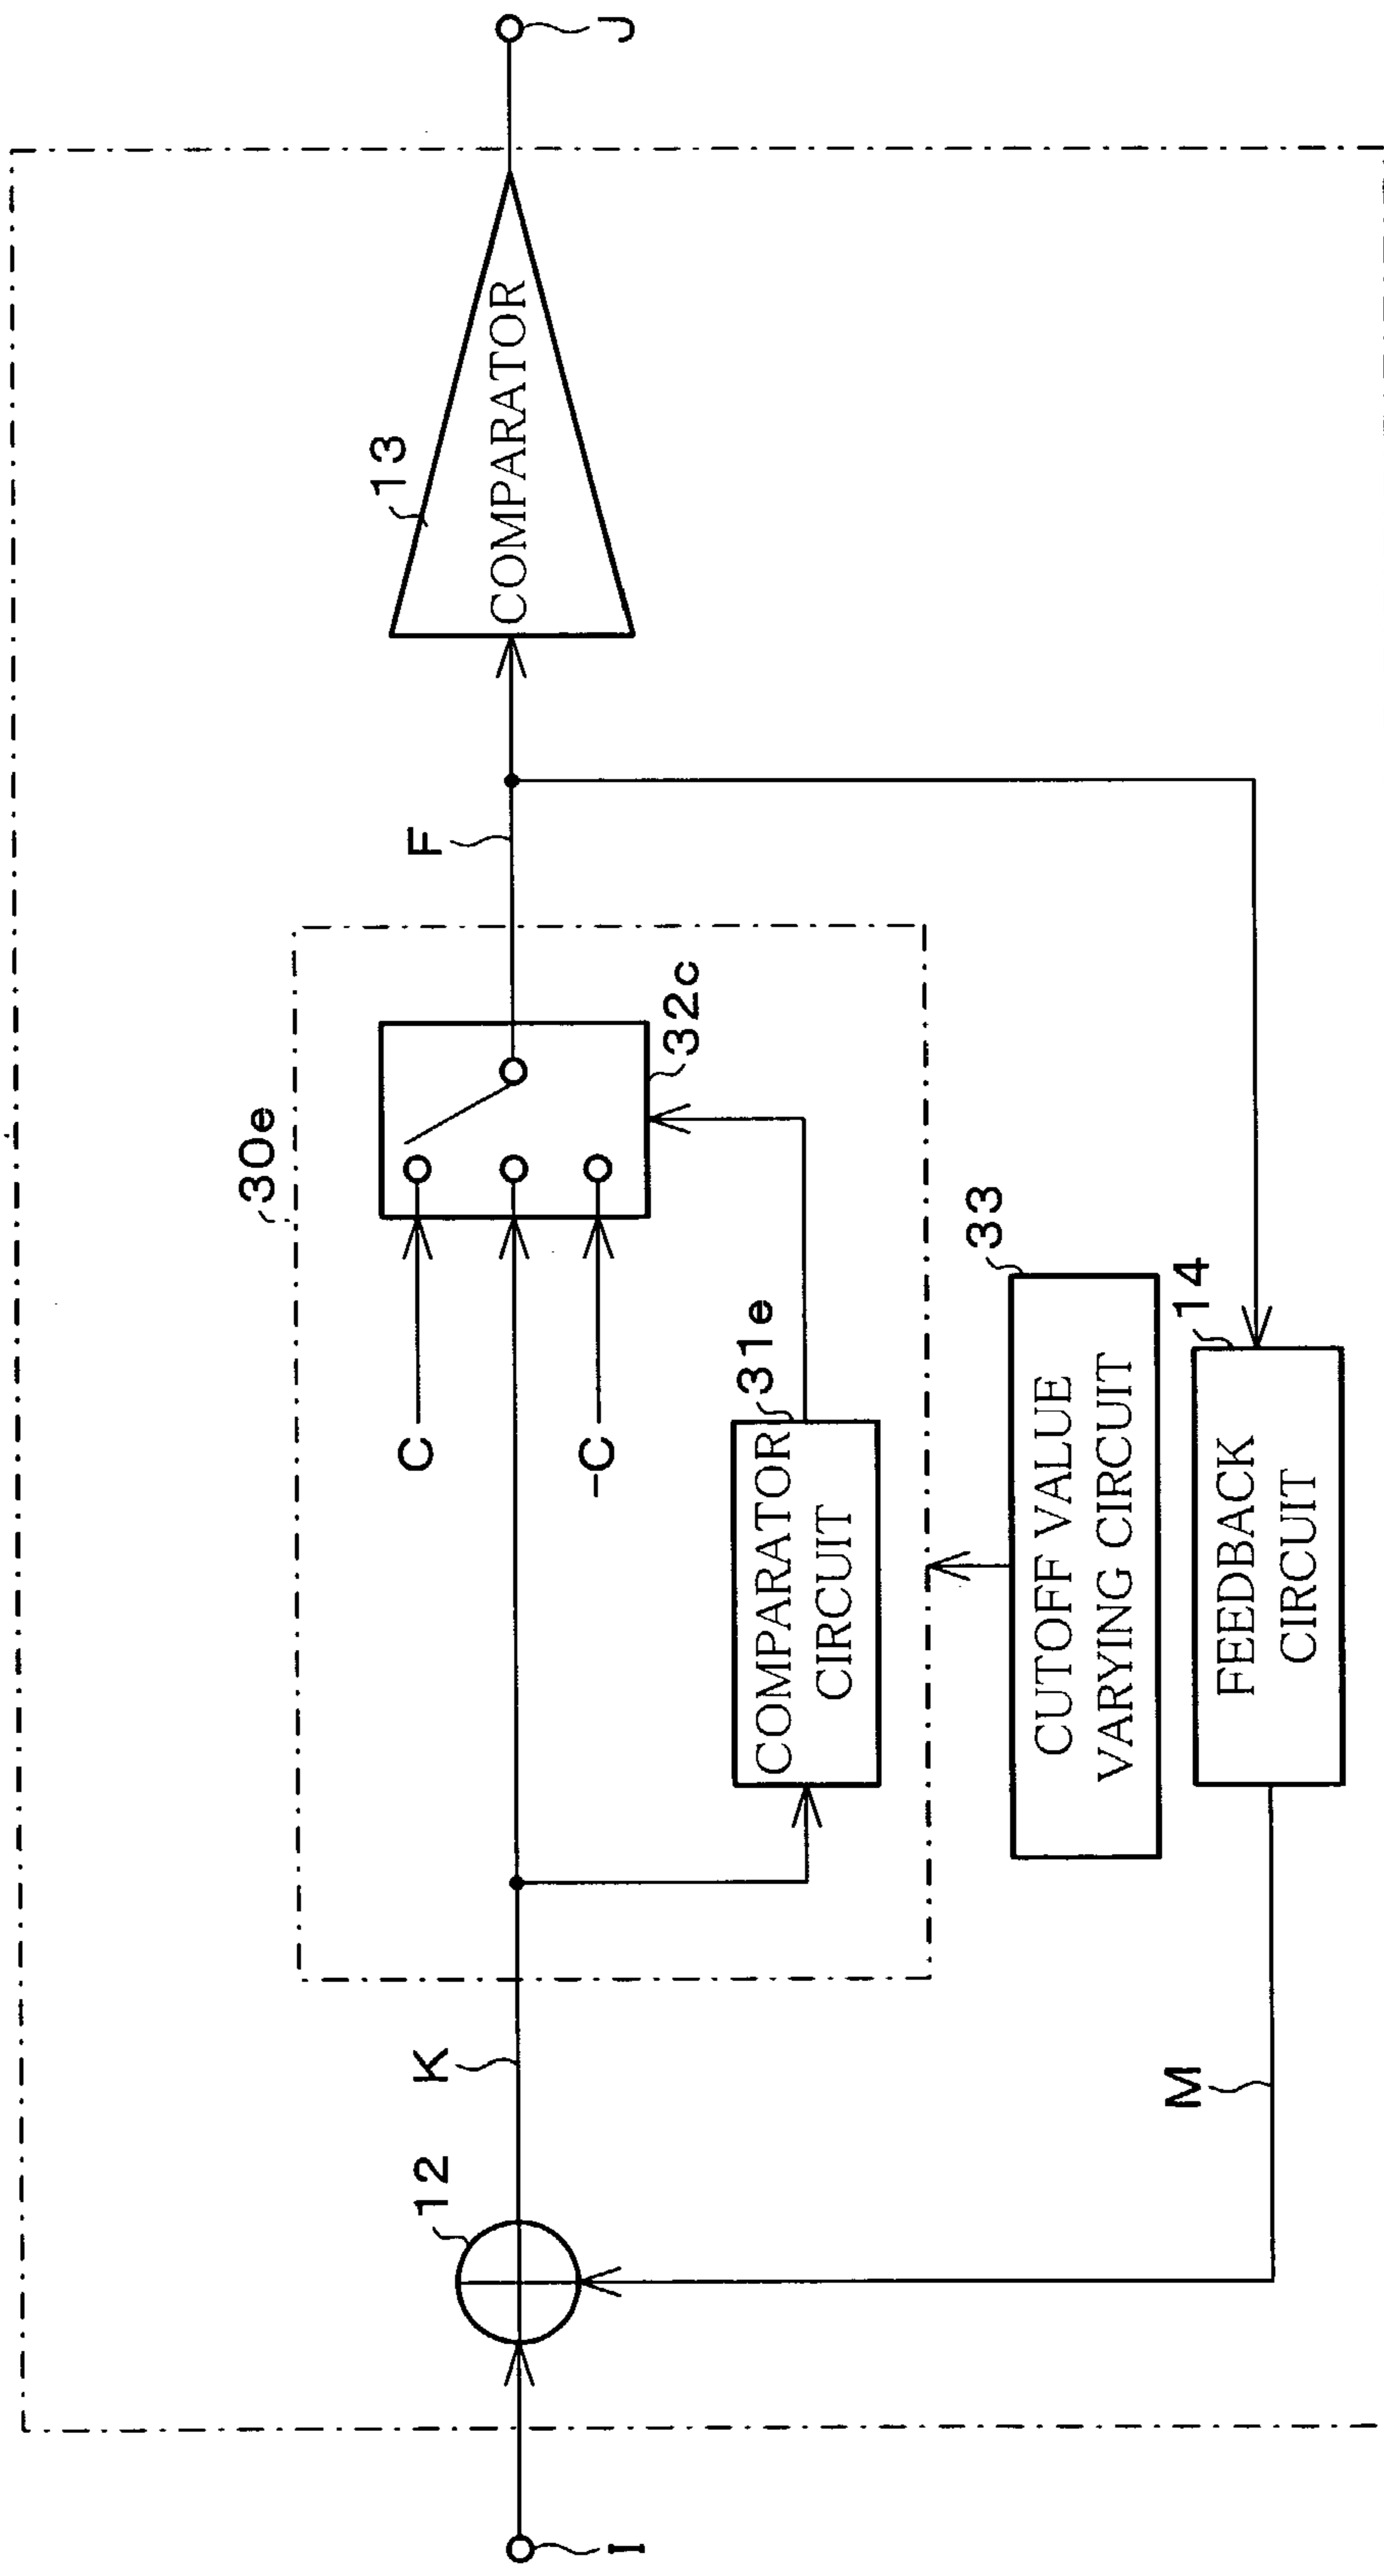 30e
C
-C
32c
COMPARATOR
CIRCUIT
31e
I
12
K
F
13
COMPARATOR
J
CUTOFF VALUE
VARYING CIRCUIT
33
M
FEEDBACK
CIRCUIT
14